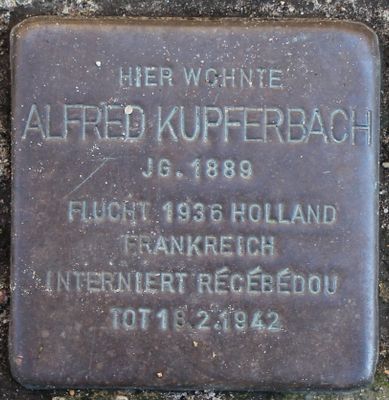 HIER WOHNTE
ALFRED KUPFERBACH
JG. 1889
FLUCHT 1936 HOLLAND
FRANKREICH
INTERNIERT RÉCÉBÉDOU
TOT 18.2.1942